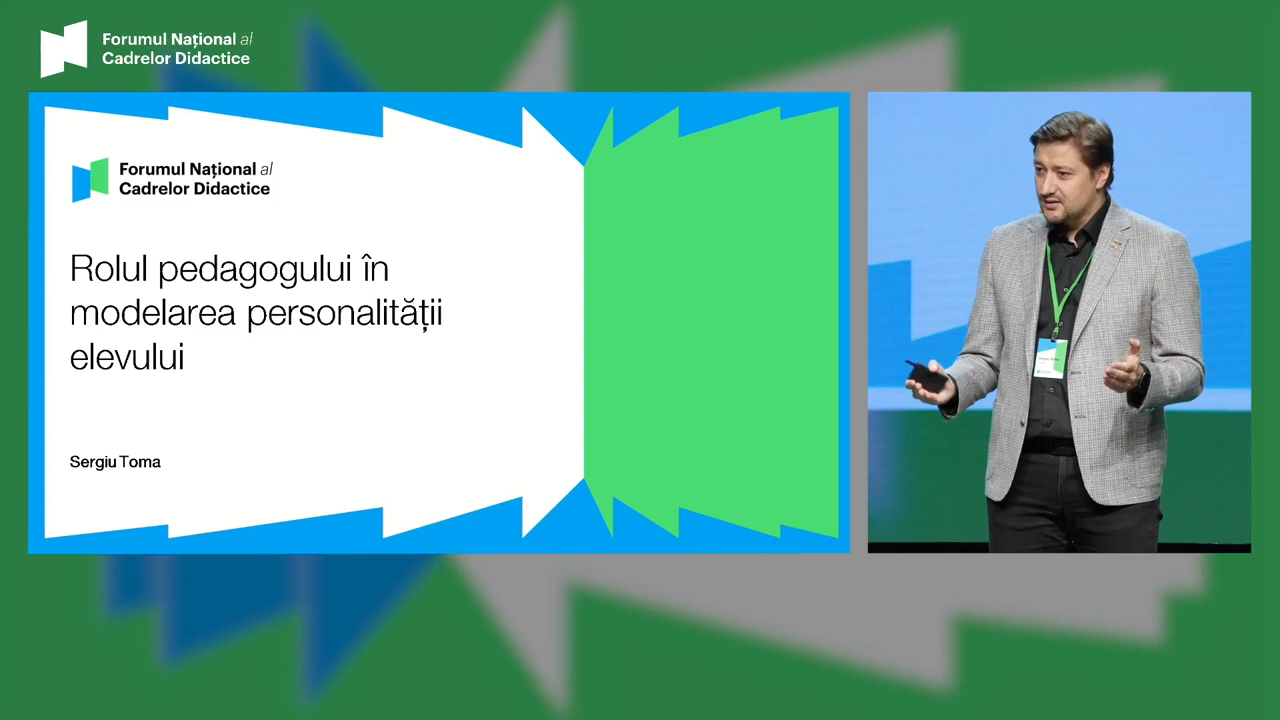 Forumul Național al
Cadrelor Didactice
Forumul Național al
Cadrelor Didactice
Rolul pedagogului în
modelarea personalității
elevului
Sergiu Toma